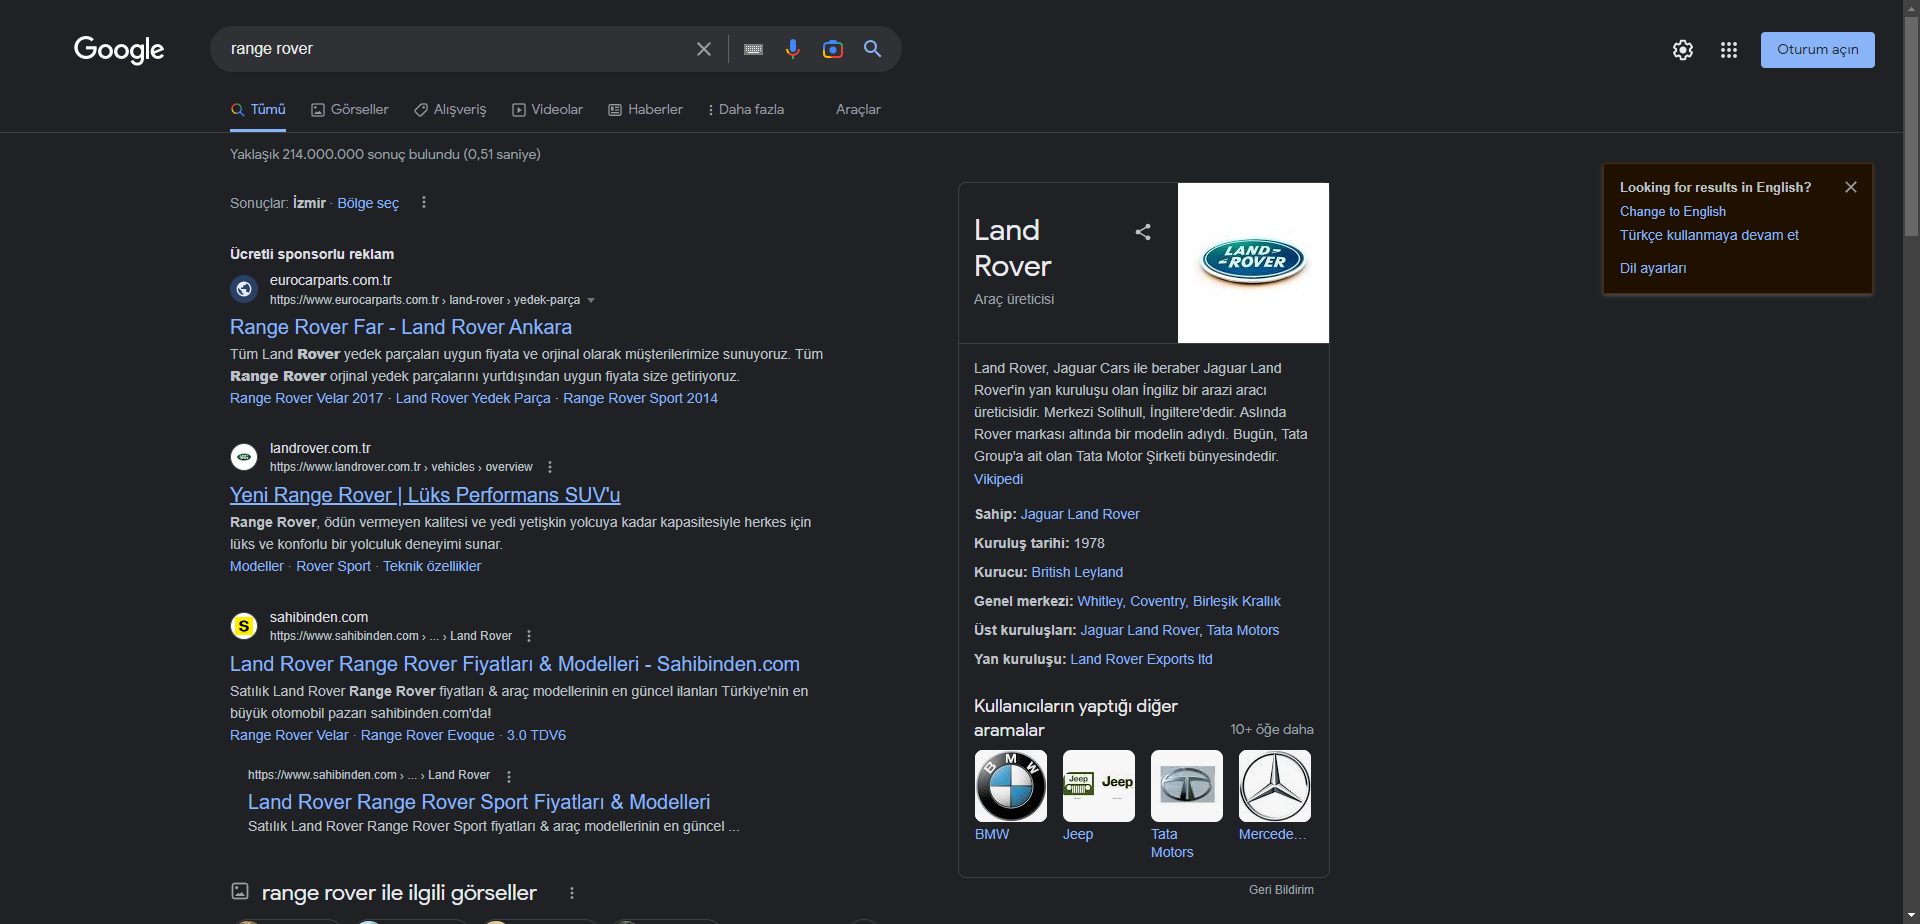 Google
range rover
Oturum açın
Tümü
Görseller
Alışveriş
Videolar
Haberler
Daha fazla
Araçlar
Yaklaşık 214.000.000 sonuç bulundu (0,51 saniye)
Sonuçlar: İzmir · Bölge seç
Ücretli sponsorlu reklam
eurocarparts.com.tr
https://www.eurocarparts.com.tr › land-rover › yedek-parça
Range Rover Far - Land Rover Ankara
Tüm Land Rover yedek parçaları uygun fiyata ve orjinal olarak müşterilerimize sunuyoruz. Tüm
Range Rover orjinal yedek parçalarını yurtdışından uygun fiyata size getiriyoruz.
Range Rover Velar 2017 · Land Rover Yedek Parça · Range Rover Sport 2014
landrover.com.tr
https://www.landrover.com.tr › vehicles › overview
Yeni Range Rover | Lüks Performans SUV'u
Range Rover, ödün vermeyen kalitesi ve yedi yetişkin yolcuya kadar kapasitesiyle herkes için
lüks ve konforlu bir yolculuk deneyimi sunar.
Modeller · Rover Sport · Teknik özellikler
S
sahibinden.com
https://www.sahibinden.com › ... › Land Rover
Land Rover Range Rover Fiyatları & Modelleri - Sahibinden.com
Satılık Land Rover Range Rover fiyatları & araç modellerinin en güncel ilanları Türkiye'nin en
büyük otomobil pazarı sahibinden.com'da!
Range Rover Velar · Range Rover Evoque · 3.0 TDV6
https://www.sahibinden.com › ... › Land Rover
Land Rover Range Rover Sport Fiyatları & Modelleri
Satılık Land Rover Range Rover Sport fiyatları & araç modellerinin en güncel ...
range rover ile ilgili görseller
Land
Rover
Araç üreticisi
LAND-
-ROVER
Land Rover, Jaguar Cars ile beraber Jaguar Land
Rover'in yan kuruluşu olan İngiliz bir arazi aracı
üreticisidir. Merkezi Solihull, İngiltere'dedir. Aslında
Rover markası altında bir modelin adıydı. Bugün, Tata
Group'a ait olan Tata Motor Şirketi bünyesindedir.
Vikipedi
Sahip: Jaguar Land Rover
Kuruluş tarihi: 1978
Kurucu: British Leyland
Genel merkezi: Whitley, Coventry, Birleşik Krallık
Üst kuruluşları: Jaguar Land Rover, Tata Motors
Yan kuruluşu: Land Rover Exports ltd
Kullanıcıların yaptığı diğer
aramalar
10+ öğe daha
BMW
Jeep
Jeep
BMW
Jeep
Tata
Motors
Mercede...
Geri Bildirim
Looking for results in English?
Change to English
Türkçe kullanmaya devam et
Dil ayarları